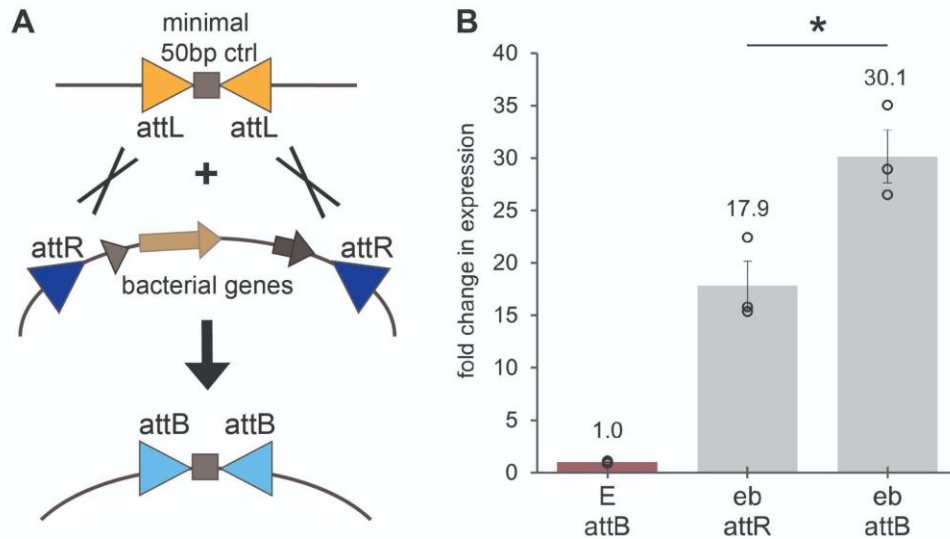 A
minimal
50bp ctrl
attL attL
+
attR attR
bacterial genes
attB attB
B
*
fold change in expression
40
35
30
25
20
15
10
5
0
1.0
17.9
30.1
E eb eb
attB attR attB